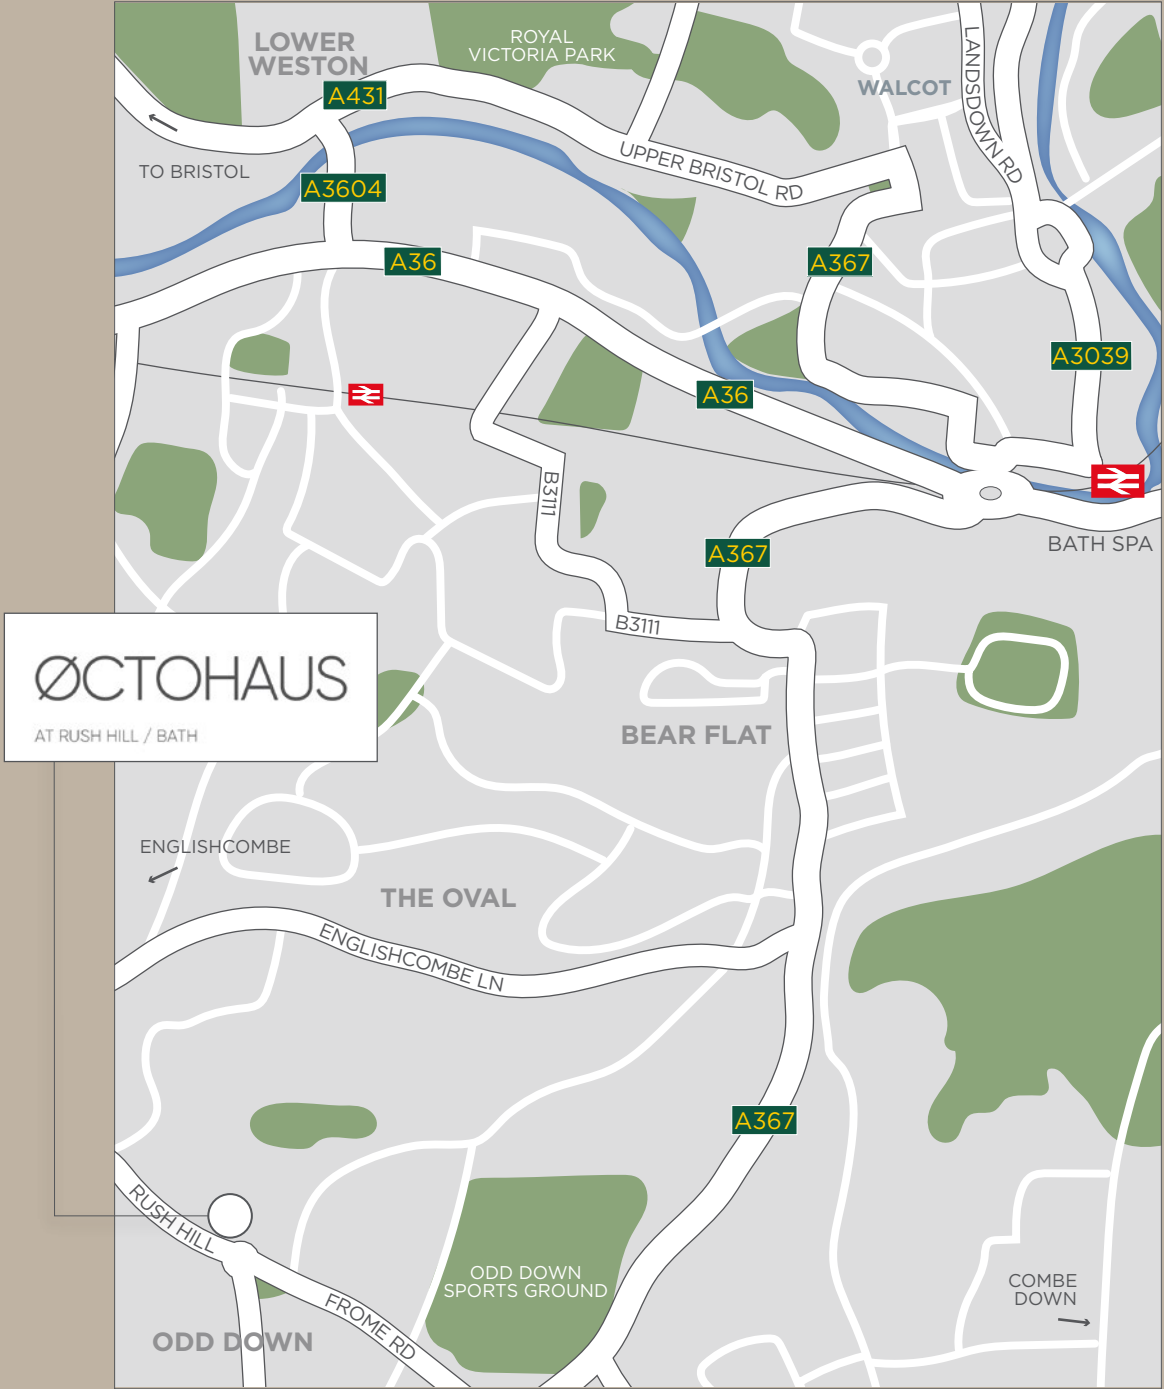 LOWER
WESTON
ROYAL
VICTORIA PARK
A431
WALCOT
LANDSDOWN RD
TO BRISTOL
UPPER BRISTOL RD
A3604
A36
A367
A3039
A36
B3111
A367
BATH SPA
B3111
ØCTOHAUS
AT RUSH HILL / BATH
BEAR FLAT
ENGLISHCOMBE
THE OVAL
ENGLISHCOMBE LN
A367
RUSH HILL
ODD DOWN
SPORTS GROUND
COMBE
DOWN
FROME RD
ODD DOWN